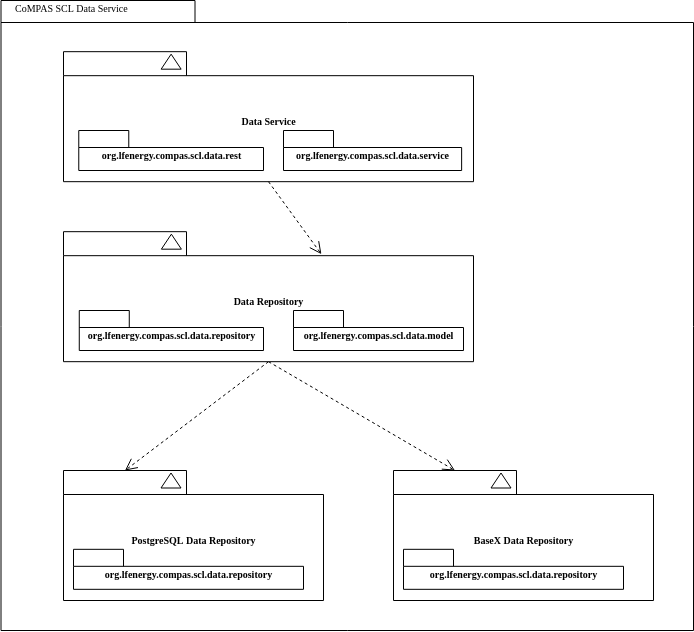 CoMPAS SCL Data Service
Data Service
org.lfenergy.compas.scl.data.rest
org.lfenergy.compas.scl.data.service
Data Repository
org.lfenergy.compas.scl.data.repository
org.lfenergy.compas.scl.data.model
PostgreSQL Data Repository
org.lfenergy.compas.scl.data.repository
BaseX Data Repository
org.lfenergy.compas.scl.data.repository